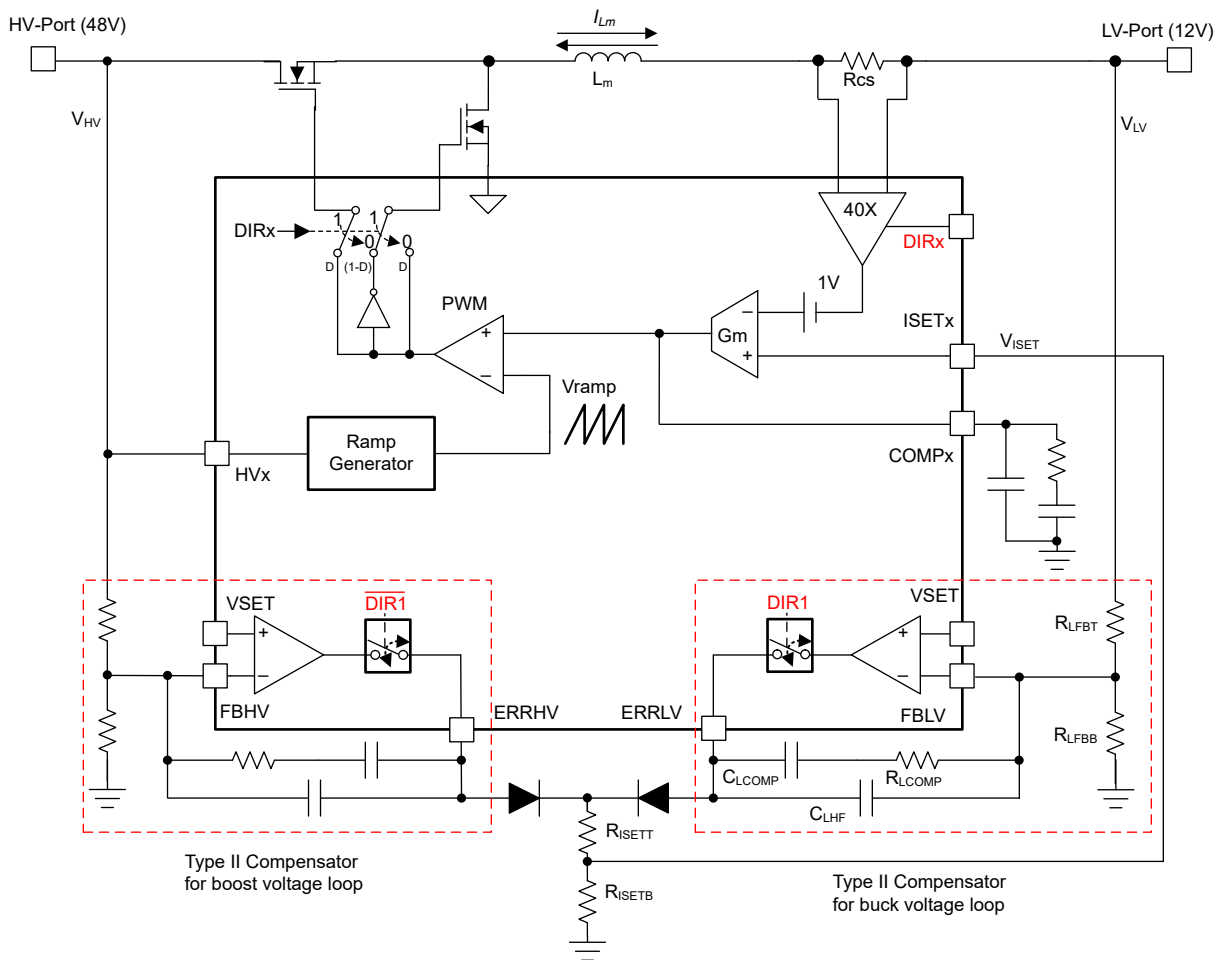 HV-Port (48V)
I_Lm
LV-Port (12V)
L_m
Rcs
V_HV
V_LV
40X
DIRx
1
1
0
0
D
(1-D)
D
DIRx
1V
PWM
ISETx
+
−
Gm
−
+
V_ISET
Vramp
Ramp
Generator
HVx
COMPx
VSET
DIR1
DIR1
VSET
+
−
+
−
R_LFBT
FBHV
ERRHV
ERRLV
FBLV
R_LFBB
C_LCOMP
R_LCOMP
C_LHF
R_ISETT
R_ISETB
Type II Compensator
for boost voltage loop
Type II Compensator
for buck voltage loop